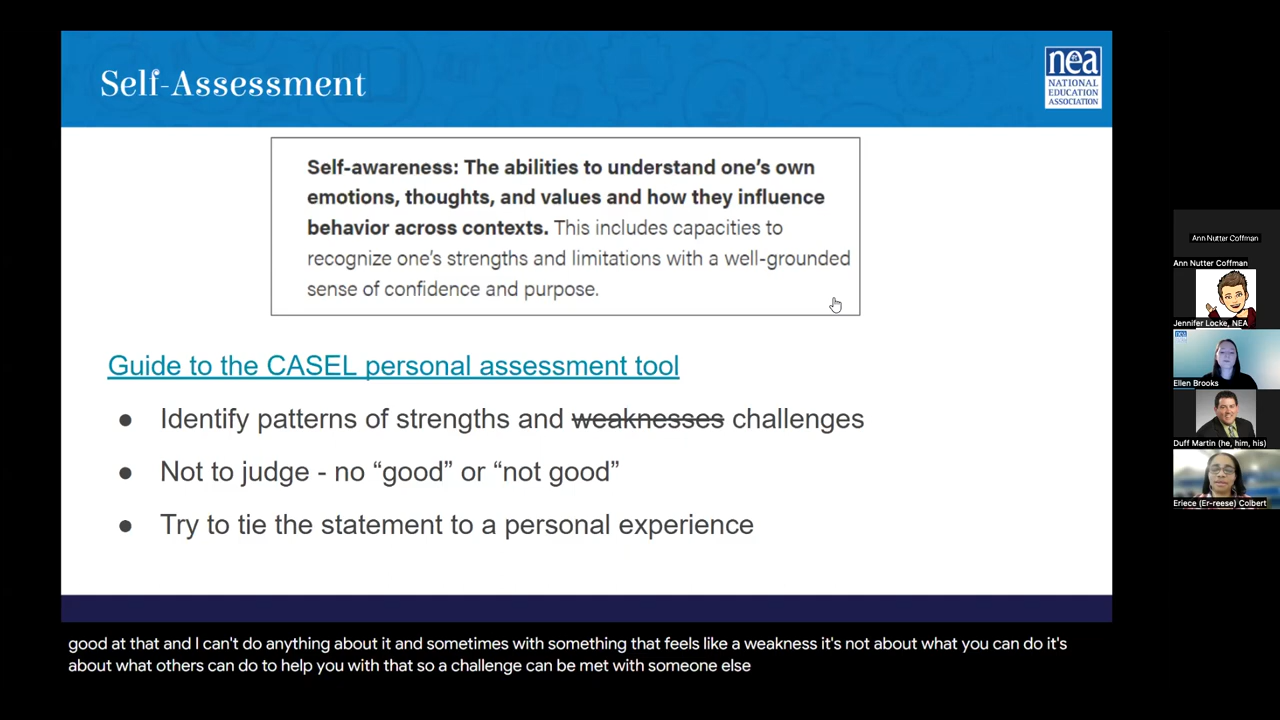 Self-Assessment
nea
NATIONAL
EDUCATION
ASSOCIATION
Self-awareness: The abilities to understand one's own
emotions, thoughts, and values and how they influence
behavior across contexts. This includes capacities to
recognize one's strengths and limitations with a well-grounded
sense of confidence and purpose.
Guide to the CASEL personal assessment tool
● Identify patterns of strengths and weaknesses challenges
● Not to judge - no “good” or “not good”
● Try to tie the statement to a personal experience
good at that and I can't do anything about it and sometimes with something that feels like a weakness it's not about what you can do it's
about what others can do to help you with that so a challenge can be met with someone else
Ann Nutter Coffman
Ann Nutter Coffman
Jennifer Locke, NEA
nea
Ellen Brooks
Duff Martin (he, him, his)
Eriece (Er-reese) Colbert